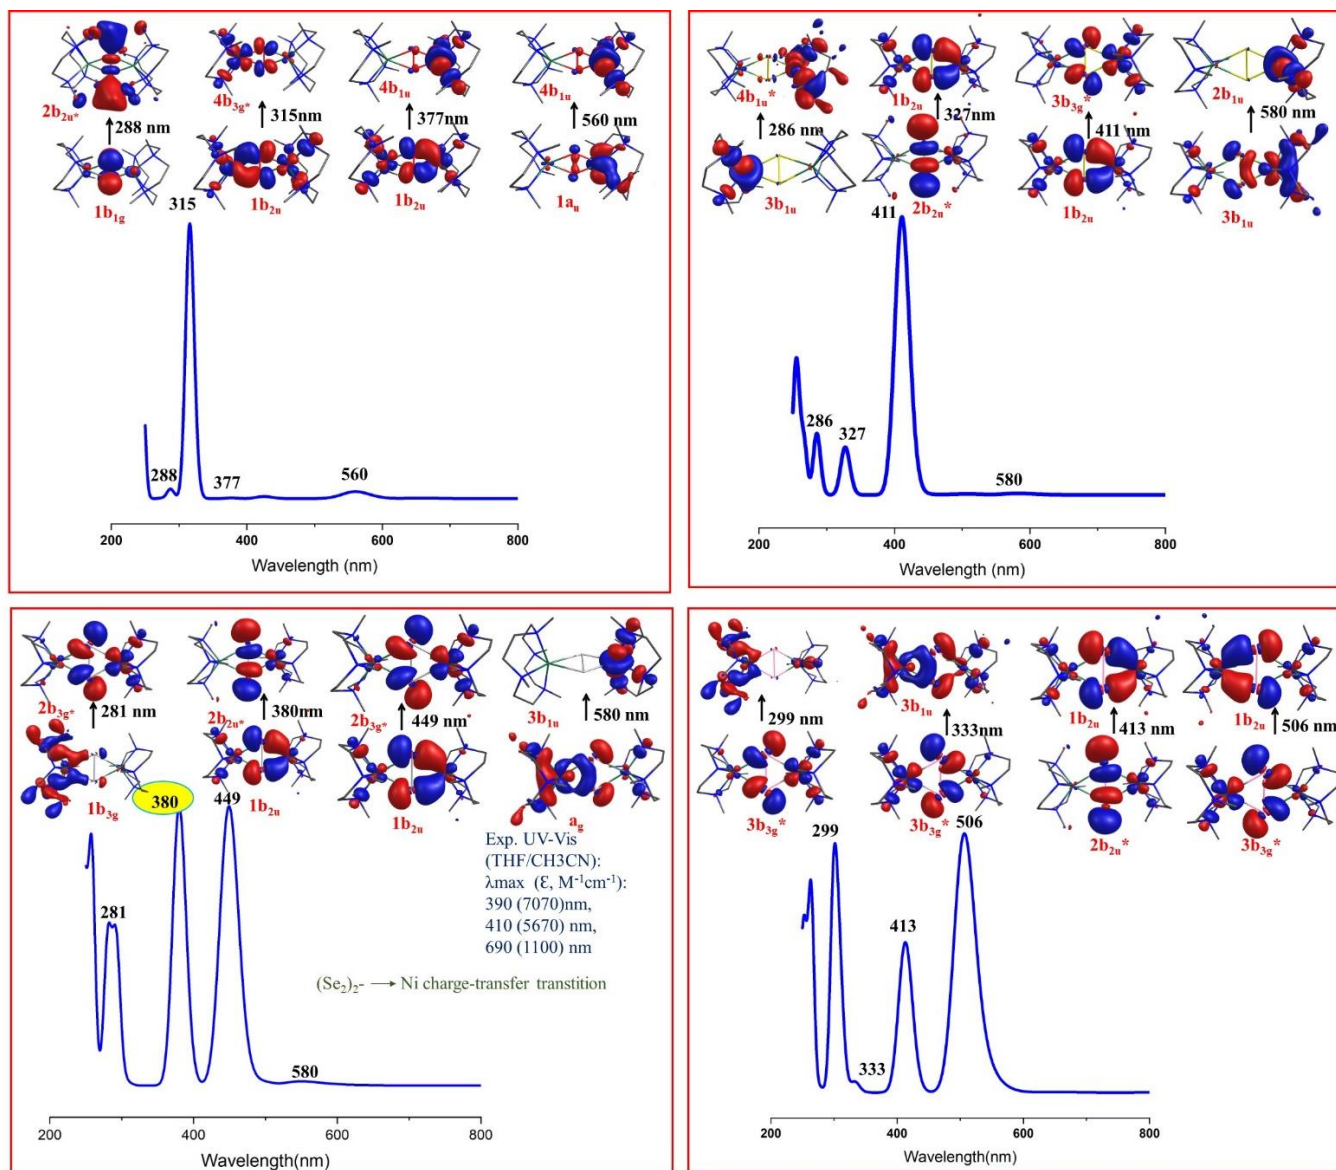 2b2u*
288 nm
1b1g
4b3g*
315nm
1b2u
4b1u
377nm
1b2u
4b1u
560 nm
1au
315
288
377
560
200
400
600
800
Wavelength (nm)
4b1u*
286 nm
3b1u
1b2u
327nm
2b2u*
3b3g*
411 nm
1b2u
2b1u
580 nm
3b1u
411
286
327
580
200
400
600
800
Wavelength (nm)
2b3g*
281 nm
1b3g
2b2u*
380nm
1b2u
2b3g*
449 nm
1b2u
3b1u
580 nm
ag
380
449
281
580
Exp. UV-Vis
(THF/CH3CN):
λmax (Ɛ, M-1cm-1):
390 (7070)nm,
410 (5670) nm,
690 (1100) nm
(Se2)2- → Ni charge-transfer transtition
200
400
600
800
Wavelength(nm)
299 nm
3b3g*
3b1u
333nm
3b3g*
1b2u
413 nm
2b2u*
1b2u
506 nm
3b3g*
299
506
413
333
200
400
600
800
Wavelength (nm)